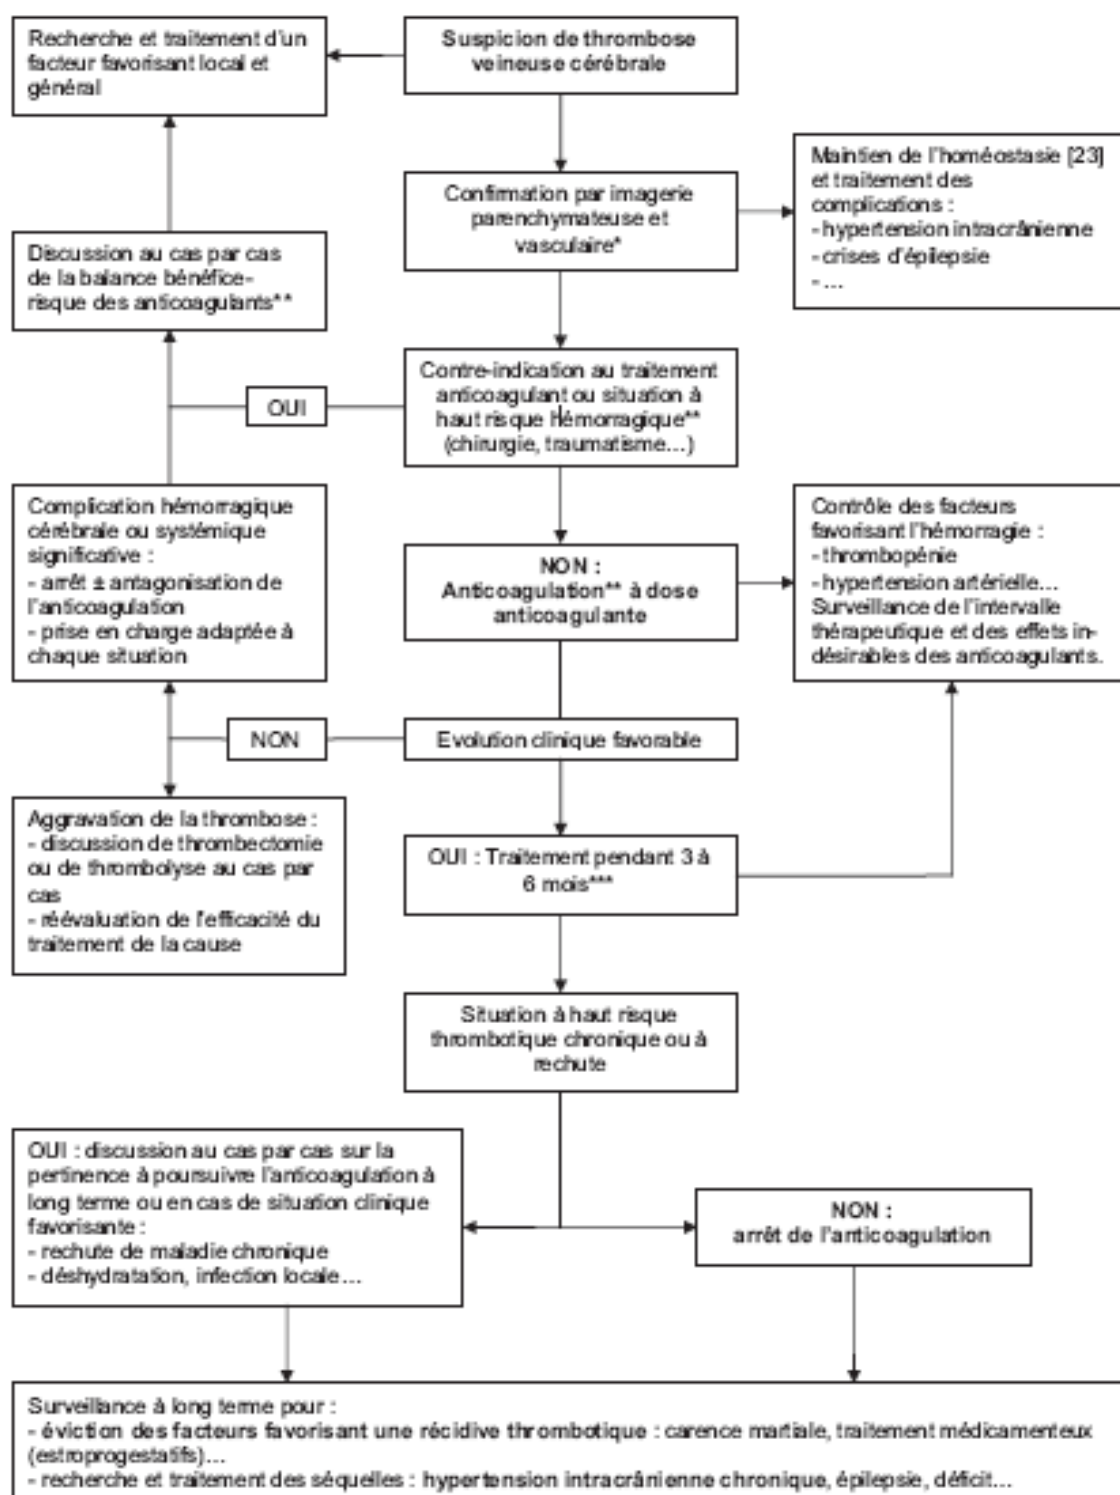 Recherche et traitement d'un
facteur favorisant local et
général
Suspicion de thrombose
veineuse cérébrale
Confirmation par imagerie
parenchymateuse et
vasculaire*
Maintien de l'homéostasie [23]
et traitement des
complications :
- hypertension intracrânienne
- crises d'épilepsie
- ...
Discussion au cas par cas
de la balance bénéfice-
risque des anticoagulants**
Contre-indication au traitement
anticoagulant ou situation à
haut risque hémorragique**
(chirurgie, traumatisme...)
OUI
Complication hémorragique
cérébrale ou systémique
significative :
- arrêt ± antagonisation de
l'anticoagulation
- prise en charge adaptée à
chaque situation
NON :
Anticoagulation** à dose
anticoagulante
Contrôle des facteurs
favorisant l'hémorragie :
- thrombopénie
- hypertension artérielle...
Surveillance de l'intervalle
thérapeutique et des effets in-
désirables des anticoagulants.
NON
Evolution clinique favorable
Aggravation de la thrombose :
- discussion de thrombectomie
ou de thrombolyse au cas par
cas
- réévaluation de l'efficacité du
traitement de la cause
OUI : Traitement pendant 3 à
6 mois***
Situation à haut risque
thrombotique chronique ou à
rechute
OUI : discussion au cas par cas sur la
pertinence à poursuivre l'anticoagulation à
long terme ou en cas de situation clinique
favorisante :
- rechute de maladie chronique
- déshydratation, infection locale...
NON :
arrêt de l'anticoagulation
Surveillance à long terme pour :
- éviction des facteurs favorisant une récidive thrombotique : carence martiale, traitement médicamenteux
(estroprogestatifs)...
- recherche et traitement des séquelles : hypertension intracrânienne chronique, épilepsie, déficit...